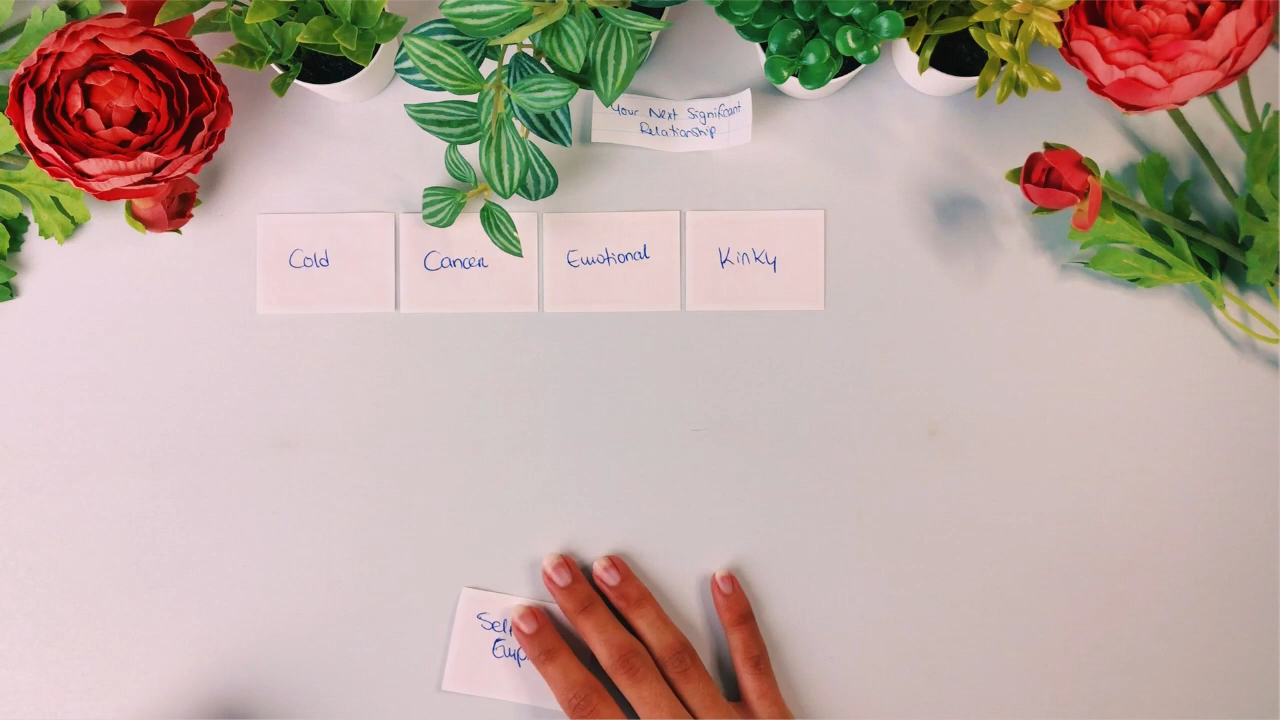 Your Next Significant
Relationship
Cold
Cancer
Emotional
Kinky